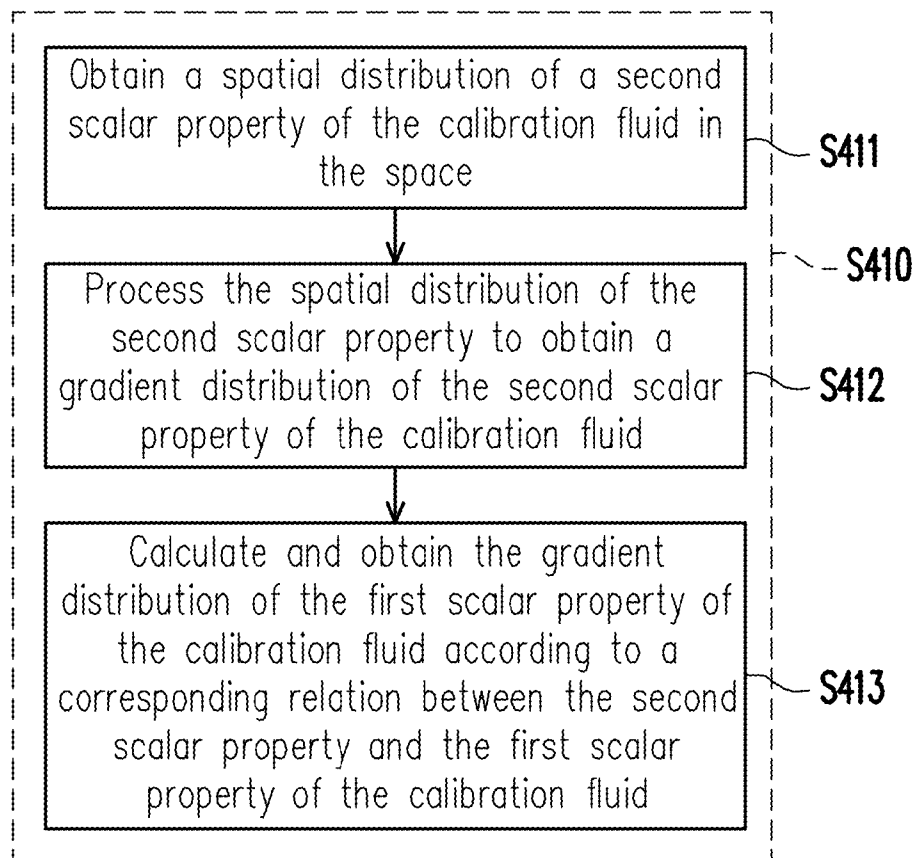 Obtain a spatial distribution of a second
scalar property of the calibration fluid in
the space
S411
S410
Process the spatial distribution of the
second scalar property to obtain a
gradient distribution of the second scalar
property of the calibration fluid
S412
Calculate and obtain the gradient
distribution of the first scalar property of
the calibration fluid according to a
corresponding relation between the second
scalar property and the first scalar
property of the calibration fluid
S413